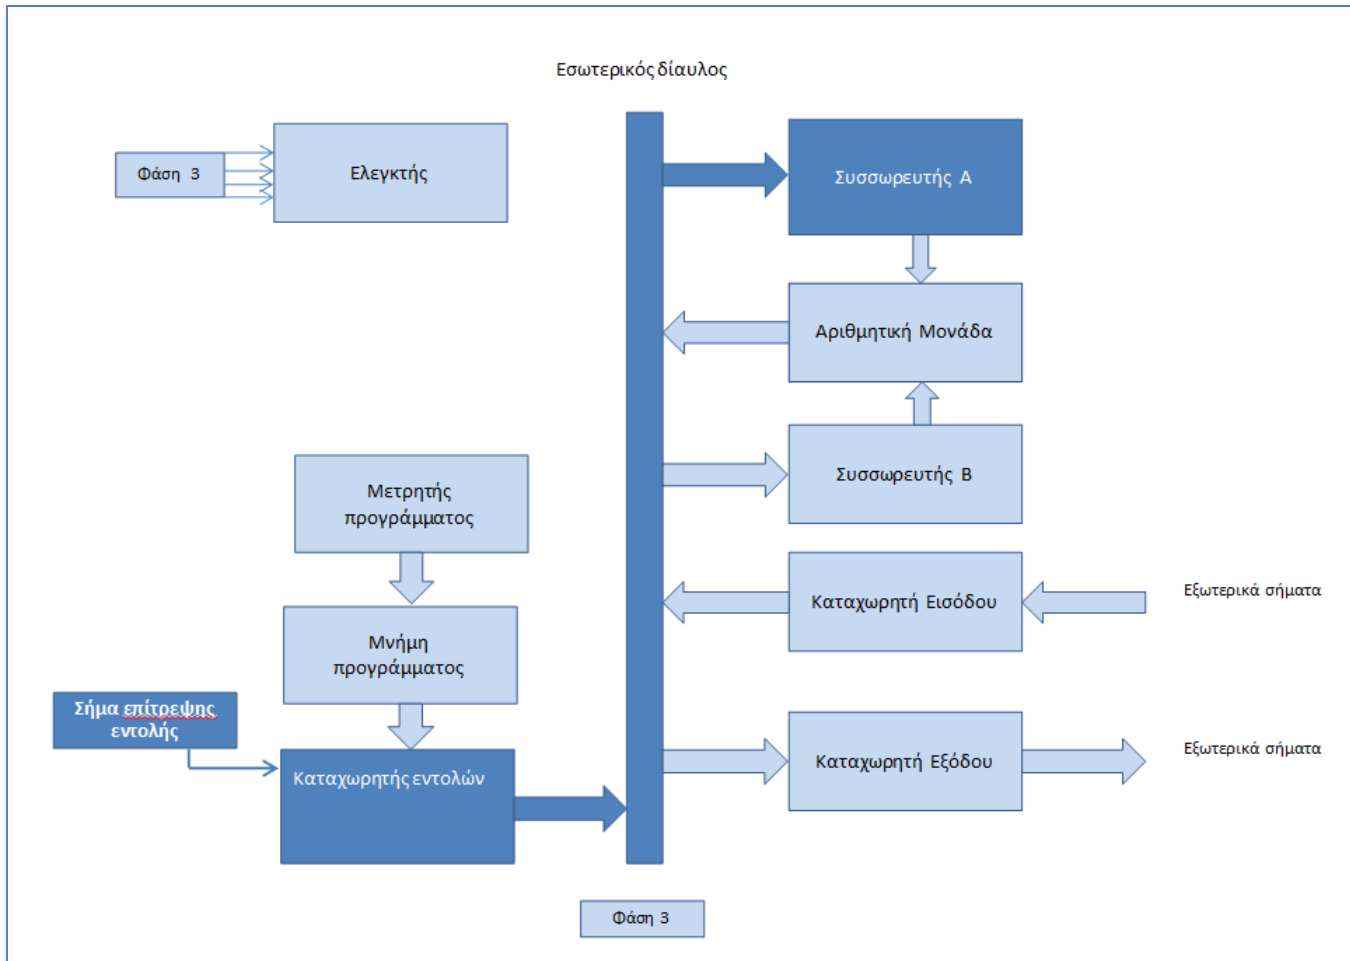 Εσωτερικός δίαυλος
Φάση 3
Ελεγκτής
Συσσωρευτής Α
Αριθμητική Μονάδα
Συσσωρευτής Β
Μετρητής
προγράμματος
Καταχωρητή Εισόδου
Εξωτερικά σήματα
Μνήμη
προγράμματος
Σήμα επίτρεψης
εντολής
Καταχωρητής εντολών
Καταχωρητή Εξόδου
Εξωτερικά σήματα
Φάση 3